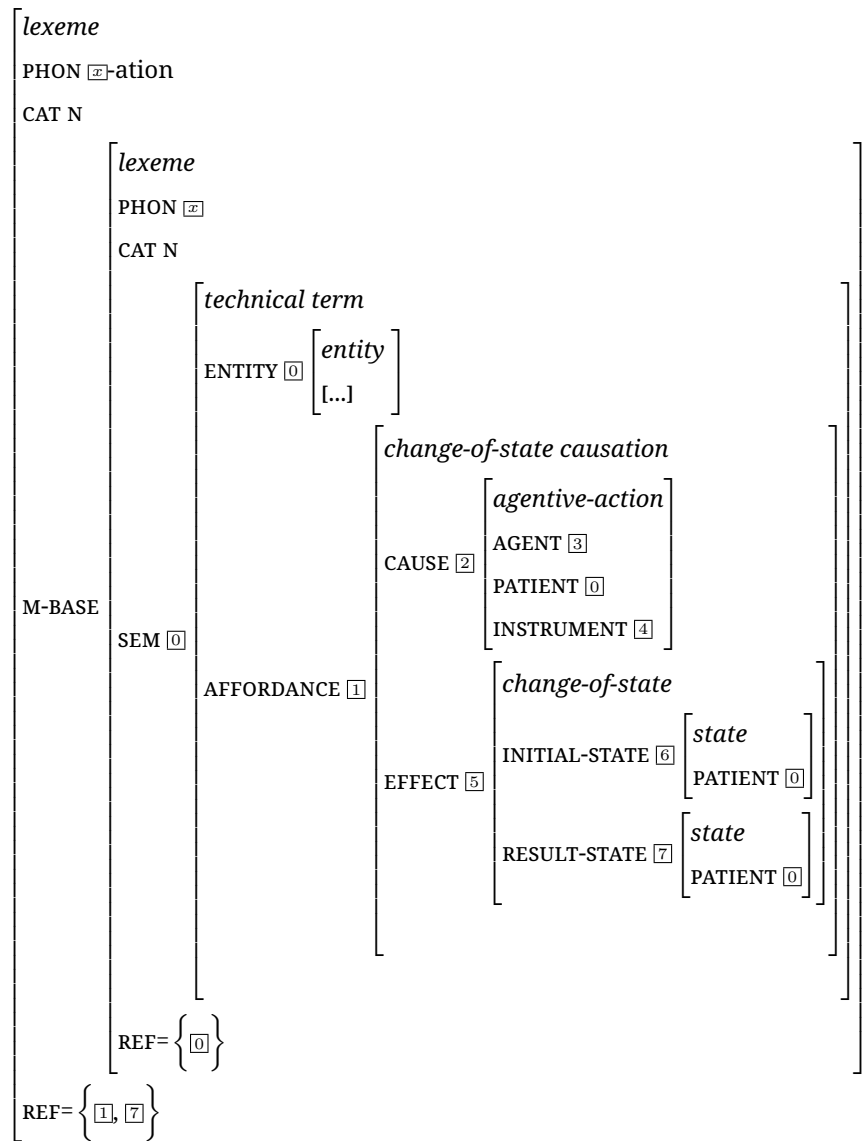 lexeme
PHON x-ation
CAT N
lexeme
PHON x
CAT N
technical term
ENTITY 0
entity
[...]
change-of-state causation
CAUSE 2
agentive-action
AGENT 3
PATIENT 0
INSTRUMENT 4
M-BASE
SEM 0
AFFORDANCE 1
EFFECT 5
change-of-state
INITIAL-STATE 6
state
PATIENT 0
RESULT-STATE 7
state
PATIENT 0
REF= {0}
REF= {1, 7}